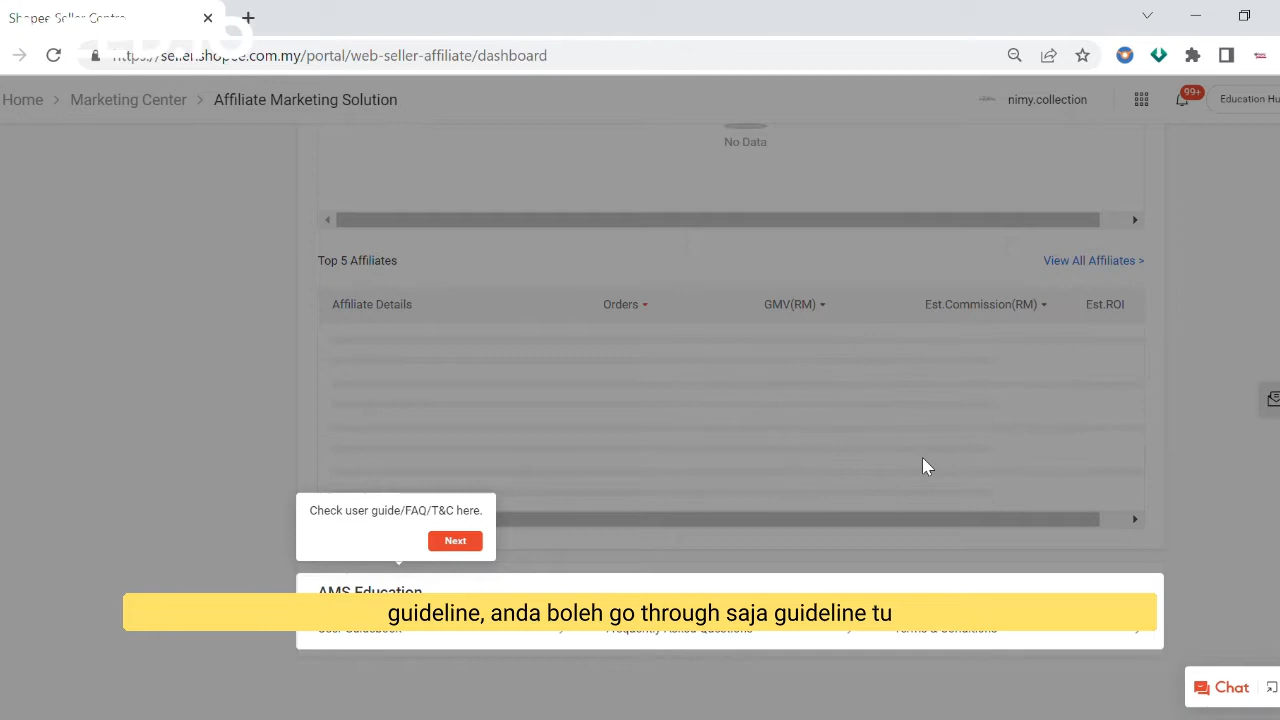 Shopee Seller Centre
https://seller.shopee.com.my/portal/web-seller-affiliate/dashboard
Home > Marketing Center > Affiliate Marketing Solution
nimy.collection
99+
Education Hu
No Data
Top 5 Affiliates
View All Affiliates >
Affiliate Details
Orders
GMV(RM)
Est.Commission(RM)
Est.ROI
Check user guide/FAQ/T&C here.
Next
AMS Education
guideline, anda boleh go through saja guideline tu
Frequently Asked Questions
Terms & Conditions
Chat